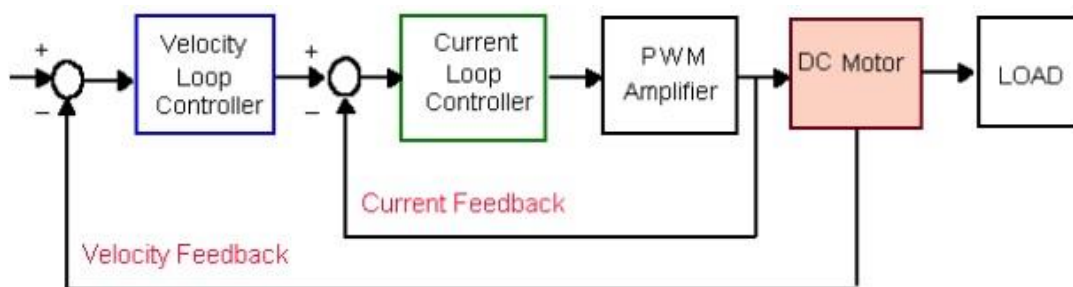 +
−
Velocity
Loop
Controller
+
−
Current
Loop
Controller
PWM
Amplifier
DC Motor
LOAD
Current Feedback
Velocity Feedback